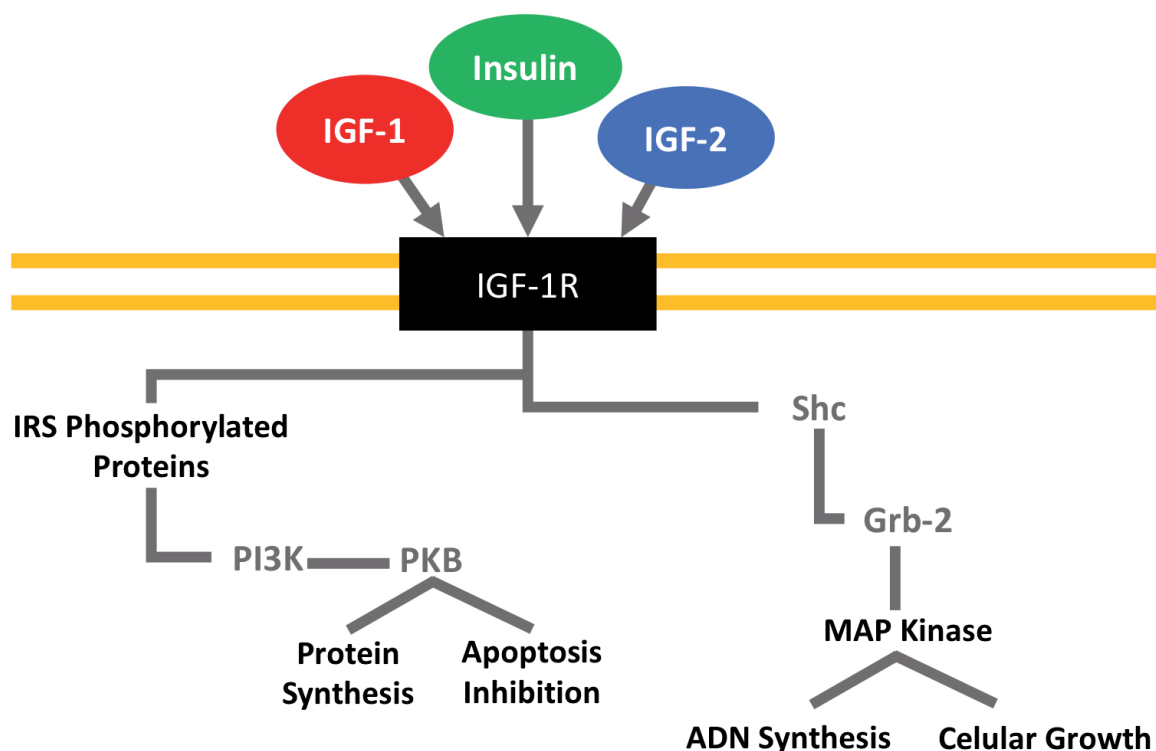 Insulin
IGF-1
IGF-2
IGF-1R
IRS Phosphorylated
Proteins
Shc
Grb-2
PI3K
PKB
MAP Kinase
Protein
Synthesis
Apoptosis
Inhibition
ADN Synthesis
Celular Growth